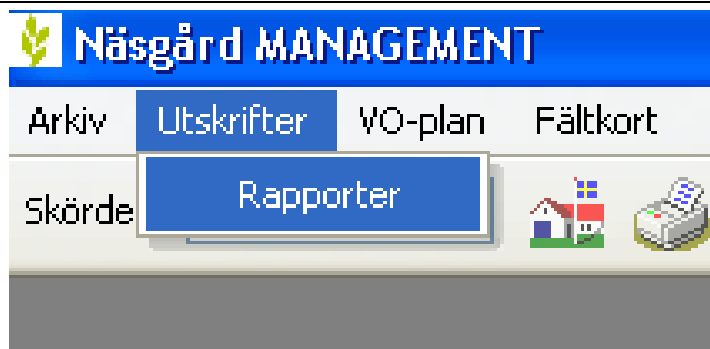 Näsgård MANAGEMENT
Arkiv Utskrifter VO-plan Fältkort
Rapporter
Skörde